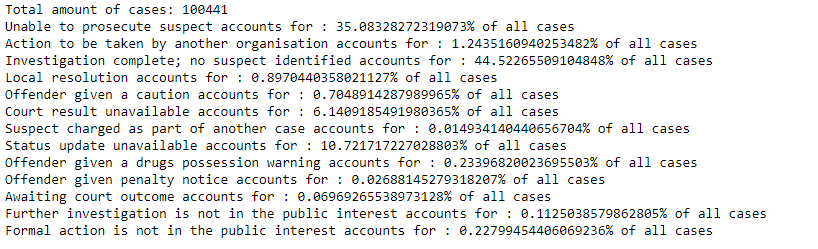 Total amount of cases: 100441
Unable to prosecute suspect accounts for : 35.08328272319073% of all cases
Action to be taken by another organisation accounts for : 1.2435160940253482% of all cases
Investigation complete; no suspect identified accounts for : 44.52265509104848% of all cases
Local resolution accounts for : 0.8970440358021127% of all cases
Offender given a caution accounts for : 0.7048914287989965% of all cases
Court result unavailable accounts for : 6.1409185491980365% of all cases
Suspect charged as part of another case accounts for : 0.014934140440656704% of all cases
Status update unavailable accounts for : 10.721717227028803% of all cases
Offender given a drugs possession warning accounts for : 0.23396820023695503% of all cases
Offender given penalty notice accounts for : 0.02688145279318207% of all cases
Awaiting court outcome accounts for : 0.06969265538973128% of all cases
Further investigation is not in the public interest accounts for : 0.1125038579862805% of all cases
Formal action is not in the public interest accounts for : 0.22799454406069236% of all cases